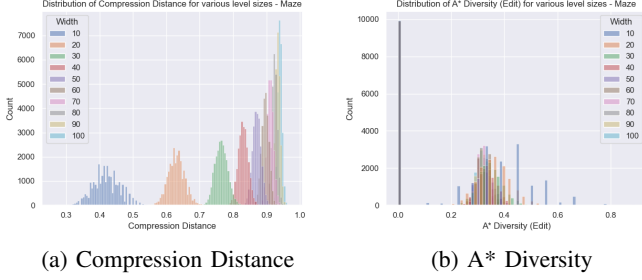 Distribution of Compression Distance for various level sizes - Maze
Width
10
20
30
40
50
60
70
80
90
100
Count
7000
6000
5000
4000
3000
2000
1000
0
0.3 0.4 0.5 0.6 0.7 0.8 0.9 1.0
Compression Distance
(a) Compression Distance
Distribution of A* Diversity (Edit) for various level sizes - Maze
Width
10
20
30
40
50
60
70
80
90
100
Count
10000
8000
6000
4000
2000
0
0.0 0.2 0.4 0.6 0.8
A* Diversity (Edit)
(b) A* Diversity